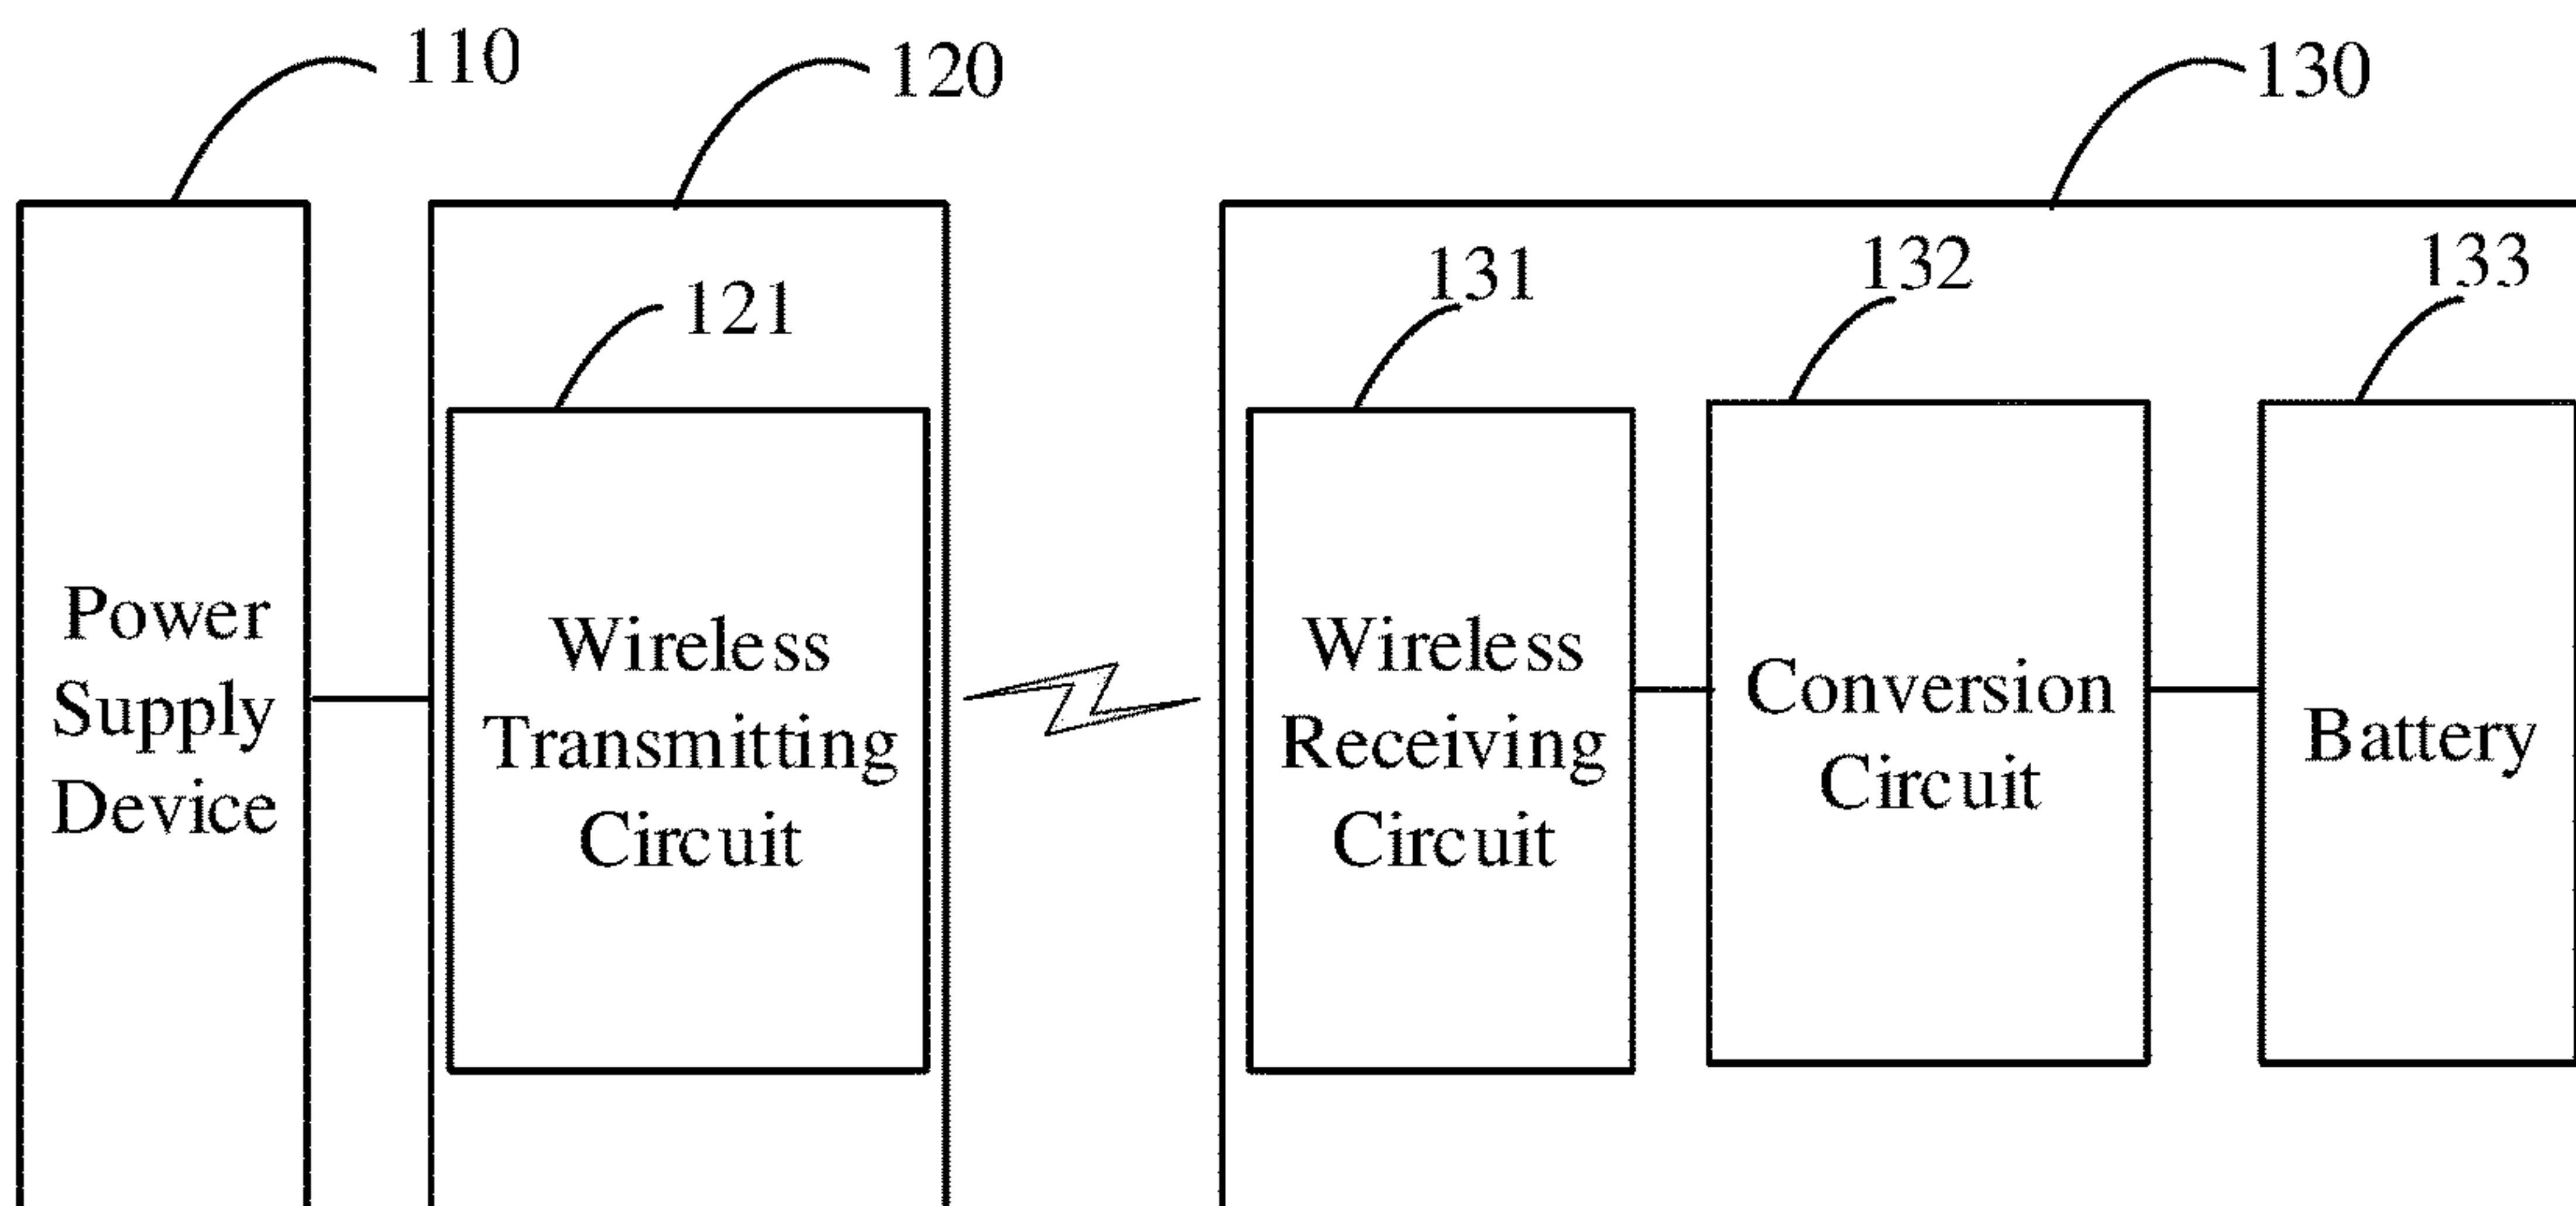 110
120
130
121
131
132
133
Power
Supply
Device
Wireless
Transmitting
Circuit
Wireless
Receiving
Circuit
Conversion
Circuit
Battery